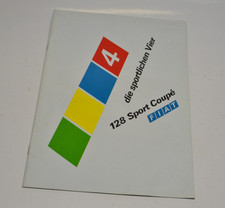 4
die sportlichen Vier
128 Sport Coupé
FIAT